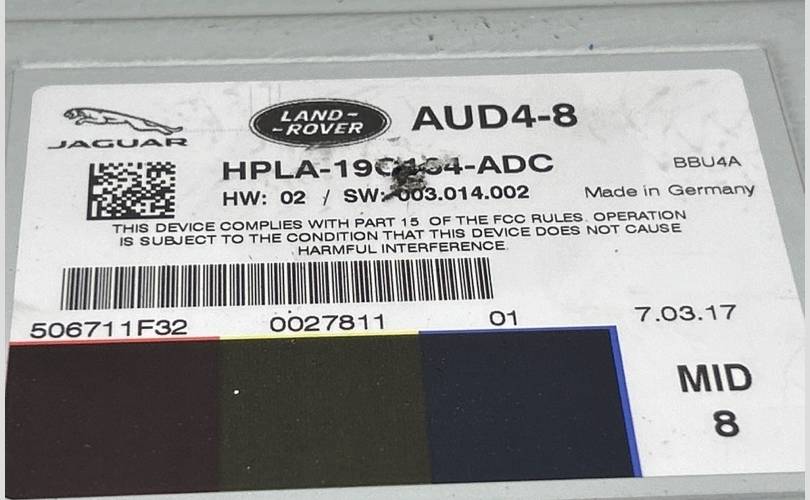 JAGUAR
LAND-
-ROVER
AUD4-8
BBU4A
HW: 02 / SW: 003.014.002
Made in Germany
THIS DEVICE COMPLIES WITH PART 15 OF THE FCC RULES. OPERATION
IS SUBJECT TO THE CONDITION THAT THIS DEVICE DOES NOT CAUSE
HARMFUL INTERFERENCE.
506711F32 0027811 01
7.03.17
MID
8